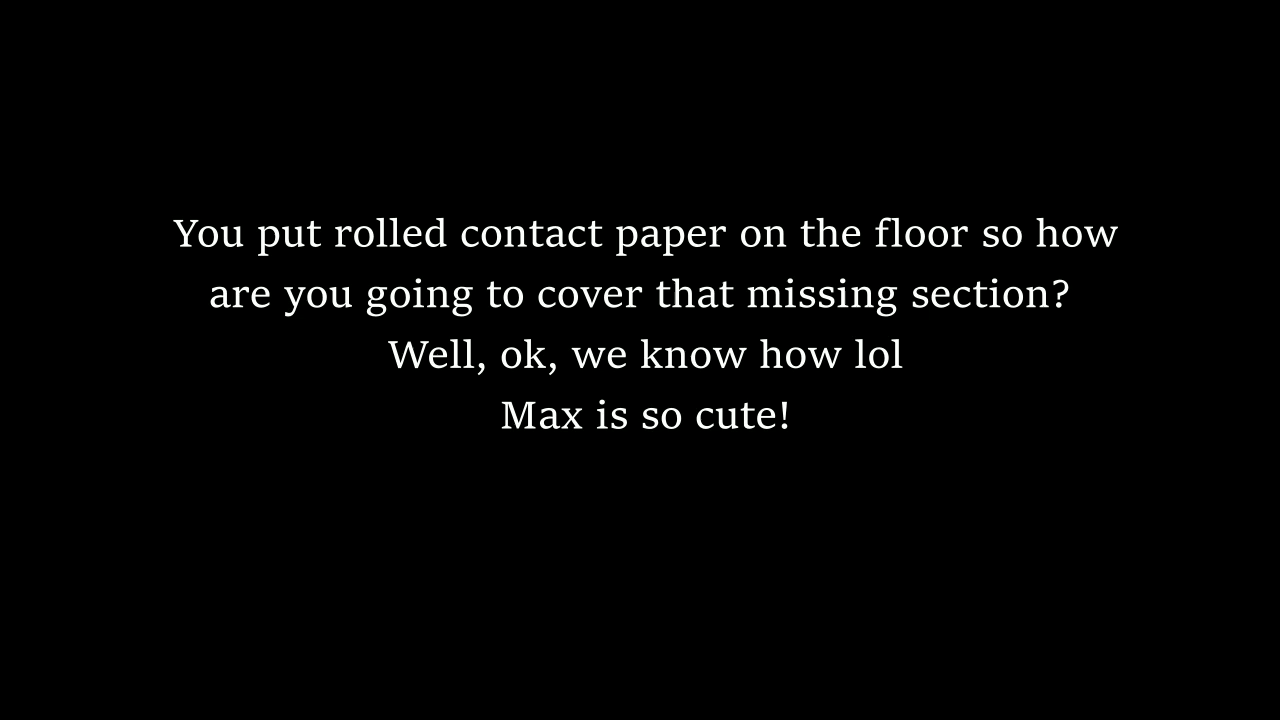 You put rolled contact paper on the floor so how
are you going to cover that missing section?
Well, ok, we know how lol
Max is so cute!